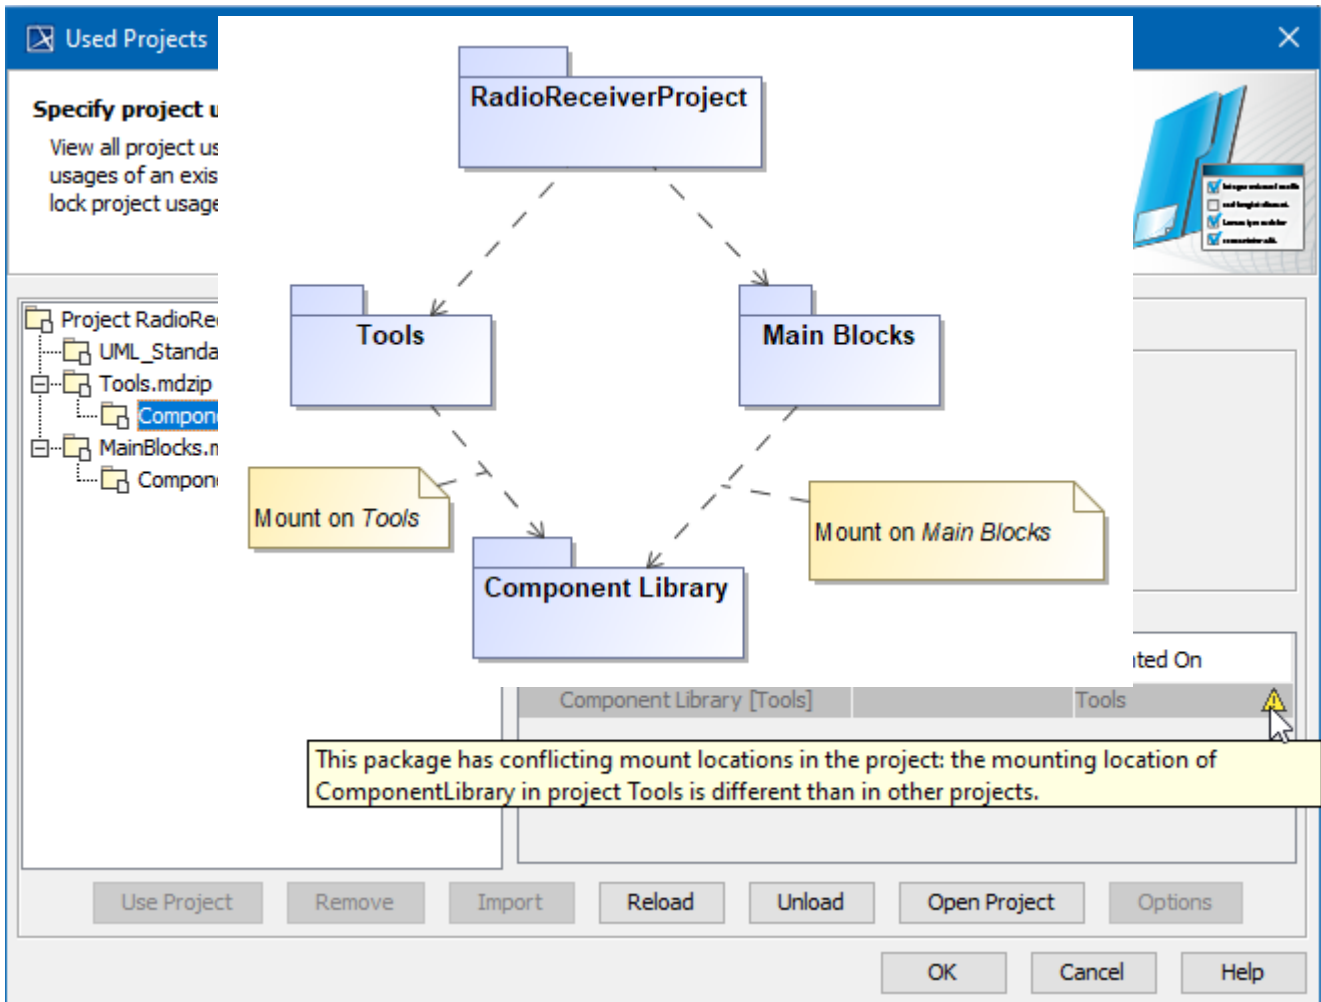 Used Projects
Specify project u
View all project us
usages of an exis
lock project usage
RadioReceiverProject
Tools
Main Blocks
Mount on Tools
Mount on Main Blocks
Component Library
Project RadioRe
UML_Standa
Tools.mdzip
Compon
MainBlocks.m
Compon
ted On
Component Library [Tools]
Tools
This package has conflicting mount locations in the project: the mounting location of
ComponentLibrary in project Tools is different than in other projects.
Use Project
Remove
Import
Reload
Unload
Open Project
Options
OK
Cancel
Help